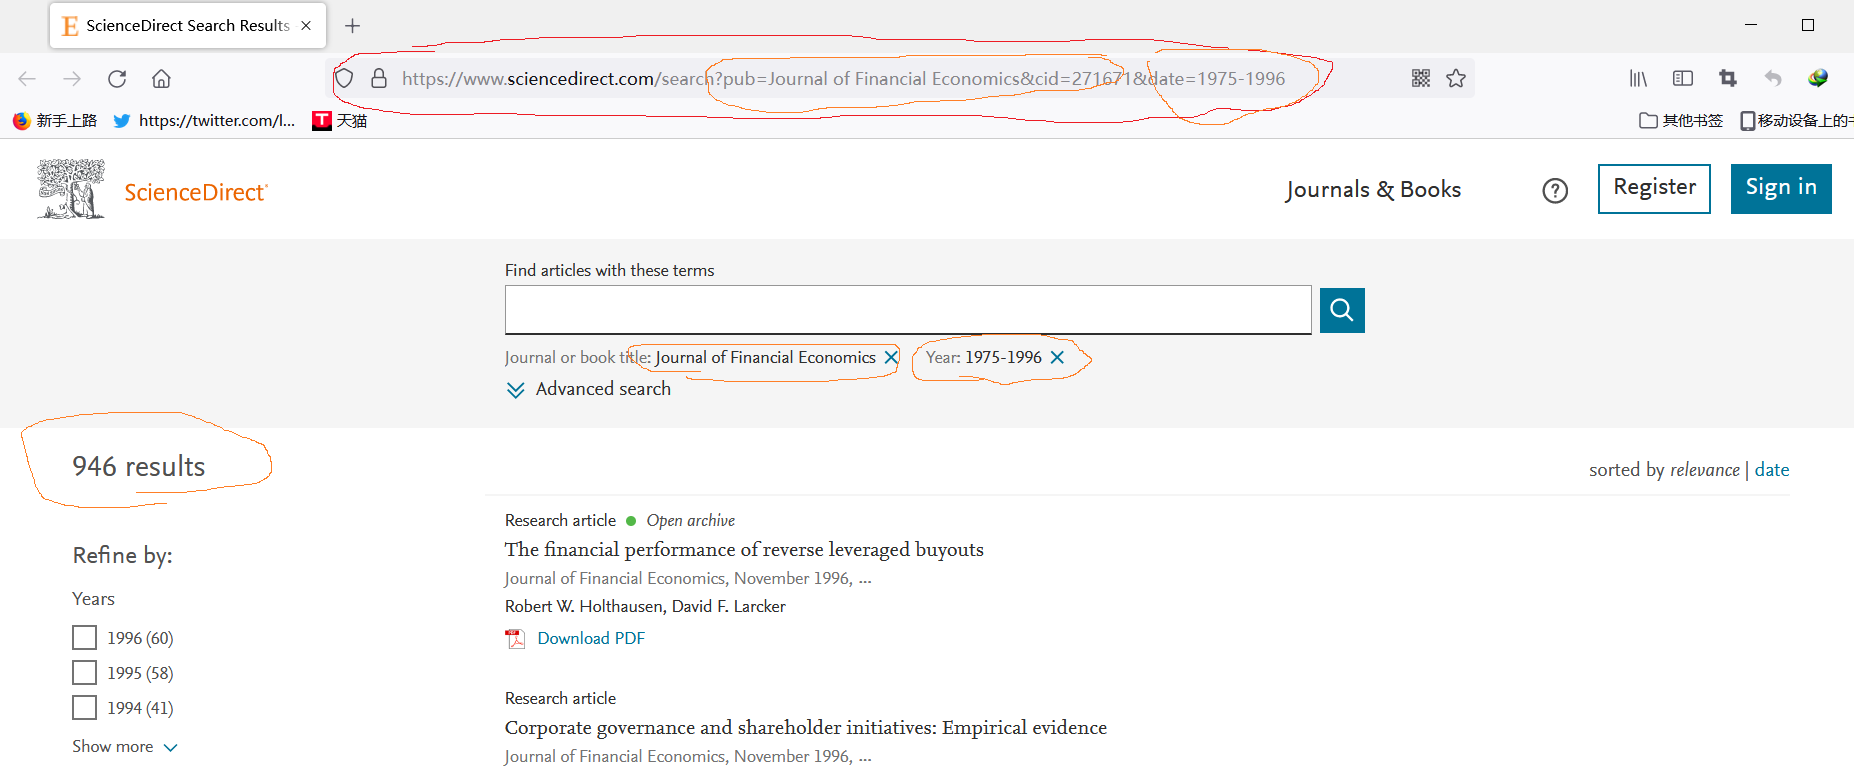 ScienceDirect Search Results
https://www.sciencedirect.com/search?pub=Journal of Financial Economics&cid=271671&date=1975-1996
新手上路 https://twitter.com/l... 天猫 其他书签 移动设备上的
ScienceDirect
Journals & Books ? Register Sign in
Find articles with these terms
Journal or book title: Journal of Financial Economics Year: 1975-1996
Advanced search
946 results
sorted by relevance | date
Refine by:
Years
1996 (60)
1995 (58)
1994 (41)
Show more
Research article Open archive
The financial performance of reverse leveraged buyouts
Journal of Financial Economics, November 1996, ...
Robert W. Holthausen, David F. Larcker
Download PDF
Research article
Corporate governance and shareholder initiatives: Empirical evidence
Journal of Financial Economics, November 1996, ...